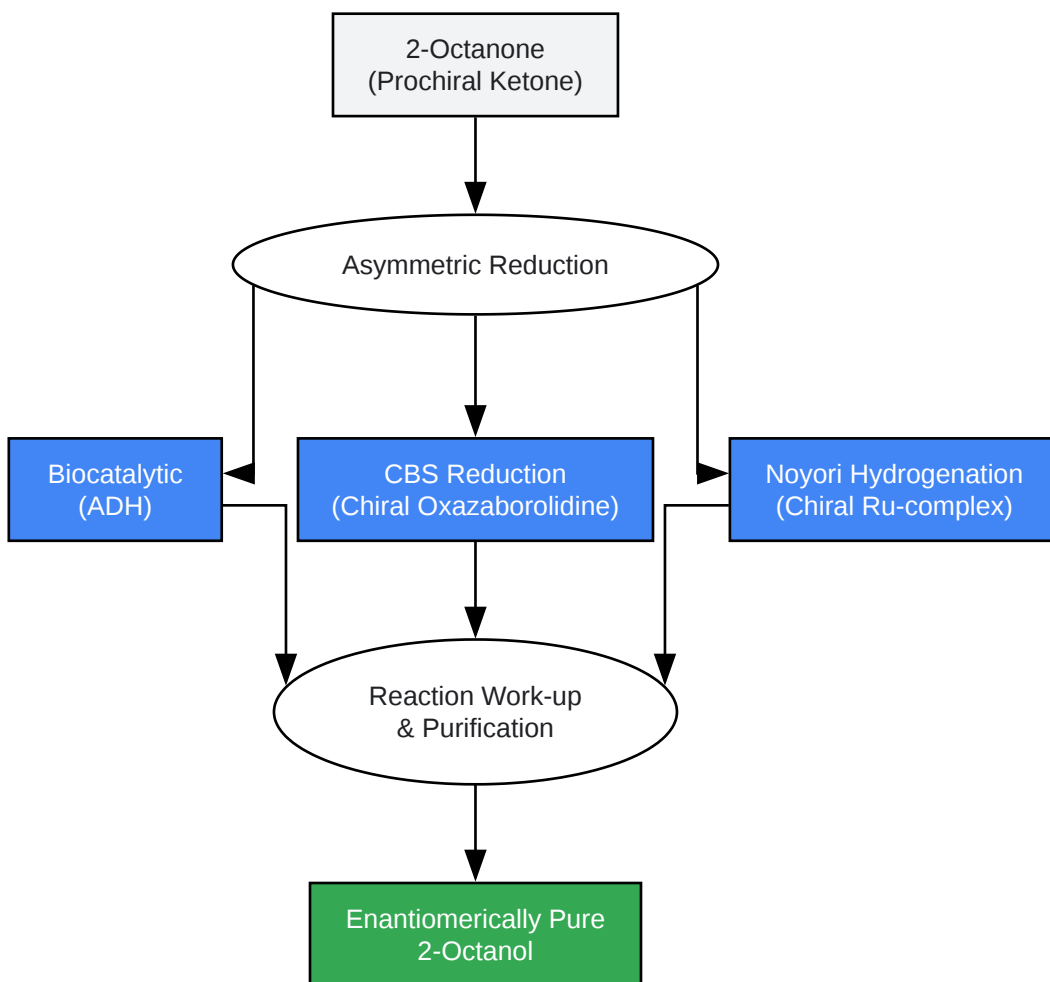 2-Octanone
(Prochiral Ketone)
Asymmetric Reduction
Biocatalytic
(ADH)
CBS Reduction
(Chiral Oxazaborolidine)
Noyori Hydrogenation
(Chiral Ru-complex)
Reaction Work-up
& Purification
Enantiomerically Pure
2-Octanol